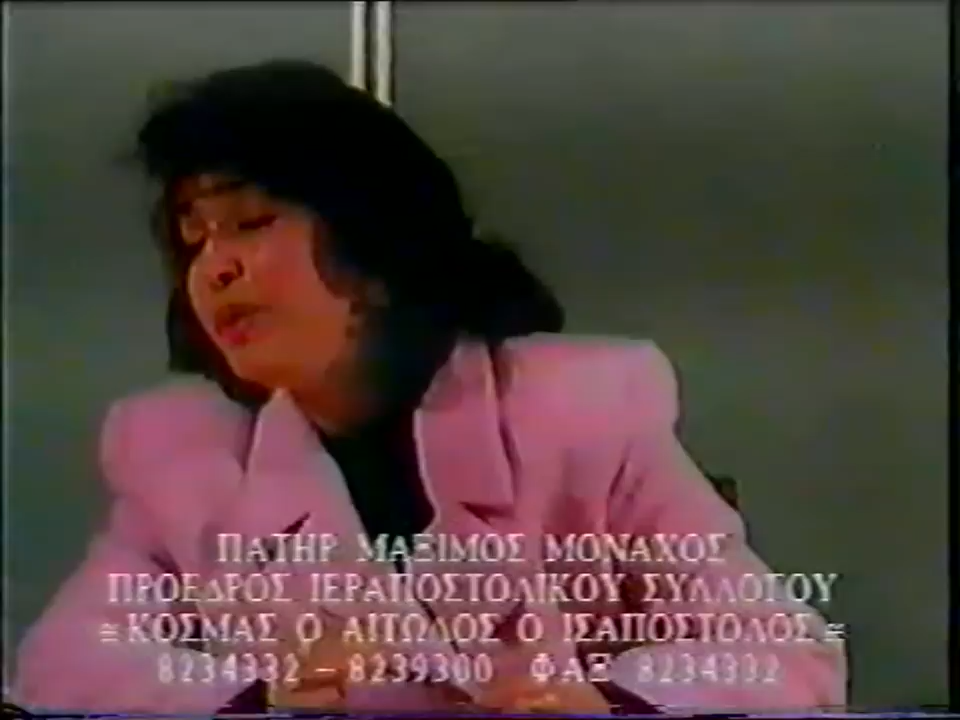 ΠΑΤΗΡ ΜΑΞΙΜΟΣ ΜΟΝΑΧΟΣ
ΠΡΟΕΔΡΟΣ ΙΕΡΑΠΟΣΤΟΛΙΚΟΥ ΣΥΛΛΟΓΟΥ
≅ΚΟΣΜΑΣ Ο ΑΙΤΩΛΟΣ Ο ΙΣΑΠΟΣΤΟΛΟΣ≅
8234332-8239300 ΦΑΞ 8234332